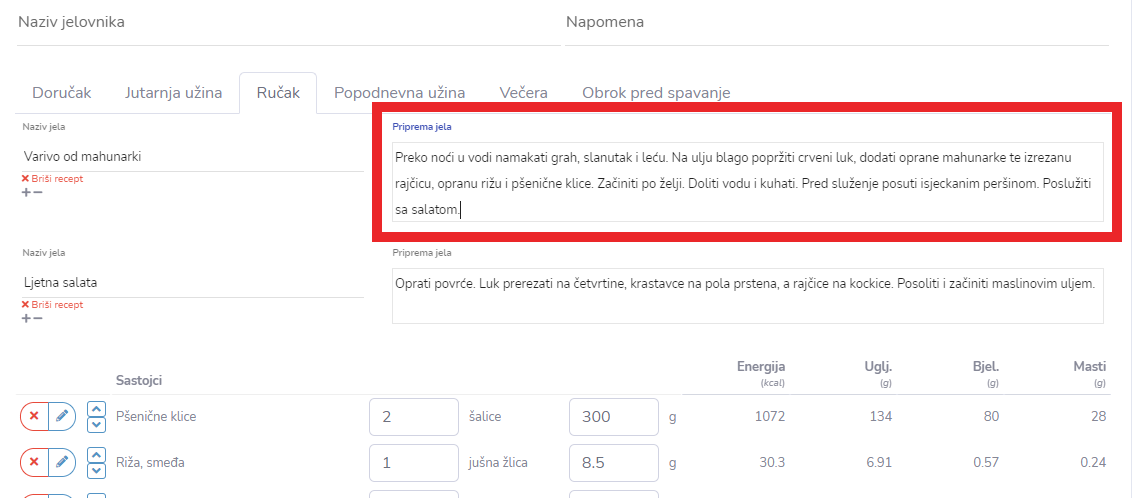 Naziv jelovnika Napomena
Doručak Jutarnja užina Ručak Popodnevna užina Večera Obrok pred spavanje
Naziv jela Priprema jela
Varivo od mahunarki
Preko noći u vodi namakati grah, slanutak i leću. Na ulju blago popržiti crveni luk, dodati oprane mahunarke te izrezanu
rajčicu, opranu rižu i pšenične klice. Začiniti po želji. Doliti vodu i kuhati. Pred služenje posuti isjeckanim peršinom. Poslužiti
sa salatom.
Briši recept
Naziv jela Priprema jela
Ljetna salata
Oprati povrće. Luk prerezati na četvrtine, krastavce na pola prstena, a rajčice na kockice. Posoliti i začiniti maslinovim uljem.
Briši recept
Sastojci Energija (kcal) Uglj. (g) Bjel. (g) Masti (g)
Pšenične klice 2 šalice 300 g 1072 134 80 28
Riža, smeđa 1 jušna žlica 8.5 g 30.3 6.91 0.57 0.24